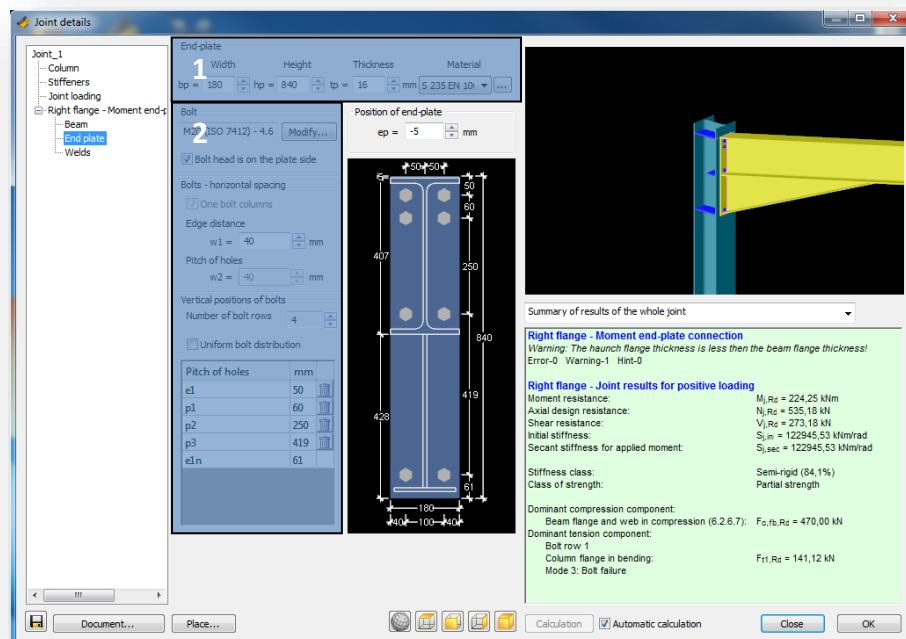 Joint details
Joint_1
Column
Stiffeners
Joint loading
Right flange - Moment end-p
Beam
End plate
Welds
End-plate
1
Width Height Thickness Material
bp = 180 hp = 840 tp = 16 mm S 235 EN 10( ...
2
Bolt
M20 (ISO 7412) - 4.6 Modify...
Bolt head is on the plate side
Bolts - horizontal spacing
One bolt columns
Edge distance
w1 = 40 mm
Pitch of holes
w2 = 40 mm
Vertical positions of bolts
Number of bolt rows 4
Uniform bolt distribution
Pitch of holes mm
e1 50
p1 60
p2 250
p3 419
e1n 61
Position of end-plate
ep = -5 mm
50 50
5
50
60
407
250
840
419
428
61
180
40 100 40
Summary of results of the whole joint
Right flange - Moment end-plate connection
Warning: The haunch flange thickness is less then the beam flange thickness!
Error-0 Warning-1 Hint-0
Right flange - Joint results for positive loading
Moment resistance: Mj,Rd = 224,25 kNm
Axial design resistance: Nj,Rd = 535,18 kN
Shear resistance: Vj,Rd = 273,18 kN
Initial stiffness: Sj,ini = 122945,53 kNm/rad
Secant stiffness for applied moment: Sj,sec = 122945,53 kNm/rad
Stiffness class: Semi-rigid (84,1%)
Class of strength: Partial strength
Dominant compression component:
Beam flange and web in compression (6.2.6.7): Fc,fb,Rd = 470,00 kN
Dominant tension component:
Bolt row 1
Column flange in bending: Ft1,Rd = 141,12 kN
Mode 3: Bolt failure
Document... Place... Calculation Automatic calculation Close OK